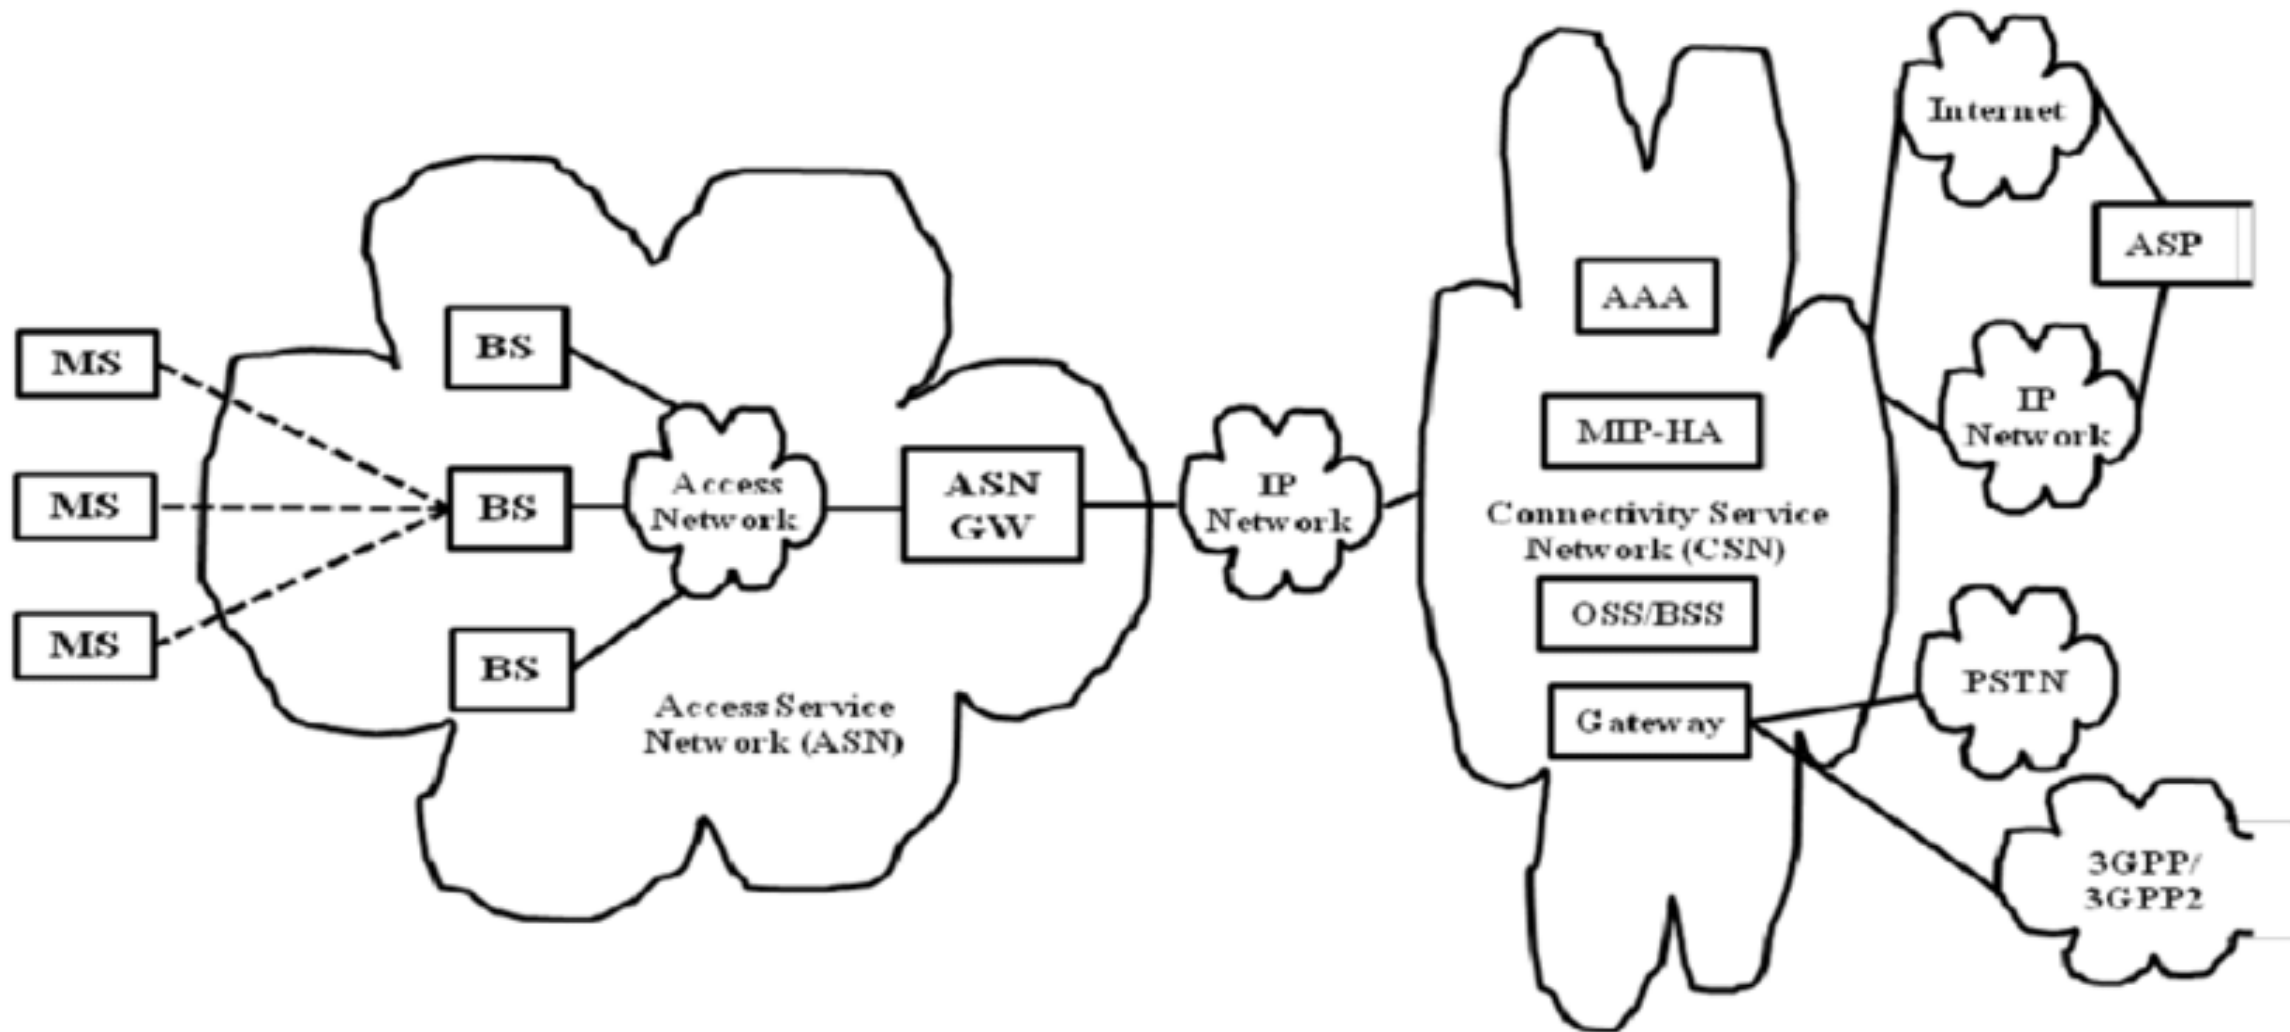 MS
MS
MS
BS
BS
BS
Access
Network
ASN
GW
Access Service
Network (ASN)
IP
Network
AAA
MIP-HA
Connectivity Service
Network (CSN)
OSS/BSS
Gateway
Internet
ASP
IP
Network
PSTN
3GPP/
3GPP2